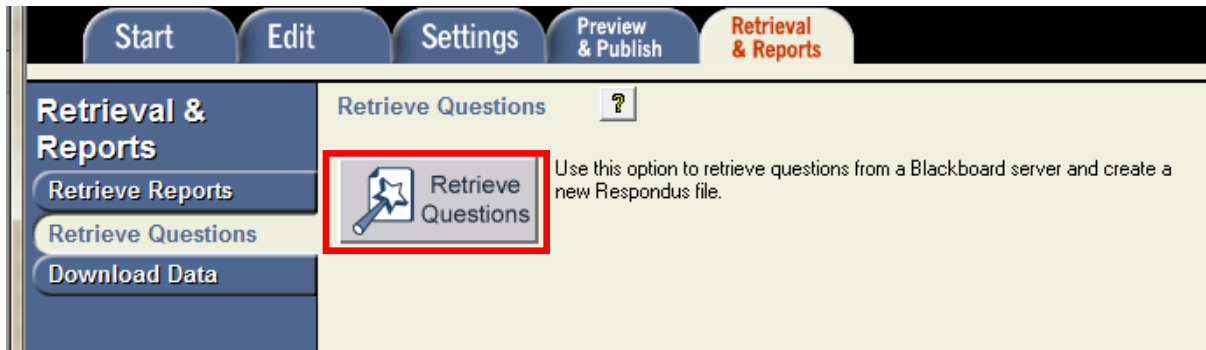 Start
Edit
Settings
Preview
& Publish
Retrieval
& Reports
Retrieval &
Reports
Retrieve Reports
Retrieve Questions
Download Data
Retrieve Questions
?
Retrieve
Questions
Use this option to retrieve questions from a Blackboard server and create a
new Respondus file.